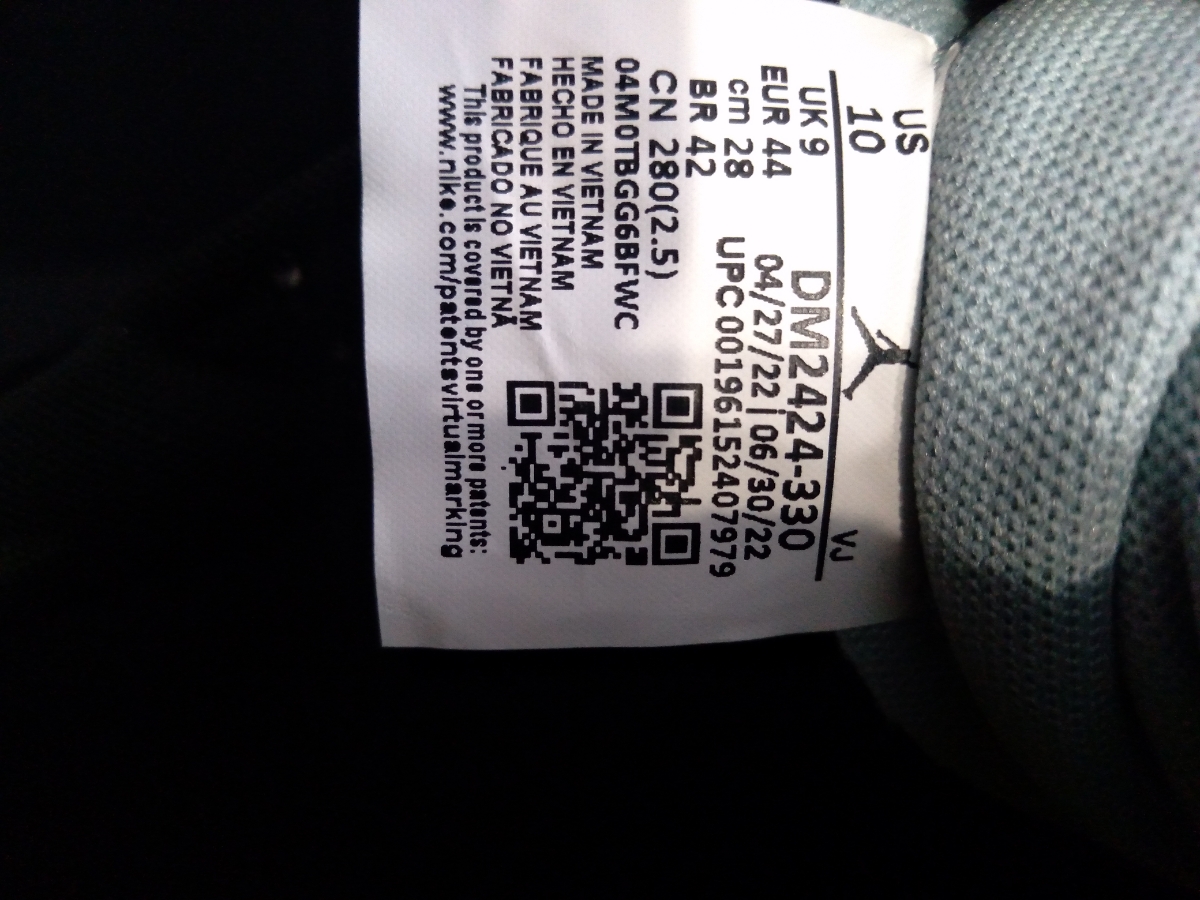 US
10
VJ
UK 9
EUR 44
cm 28
BR 42
DM2424-330
04/27/22 | 06/30/22
UPC 00196152407979
CN 280(2.5)
04M0TBGG6BFWC
MADE IN VIETNAM
HECHO EN VIETNAM
FABRIQUE AU VIETNAM
FABRICADO NO VIETNÃ
This product is covered by one or more patents:
www.nike.com/patentsvirtualmarking